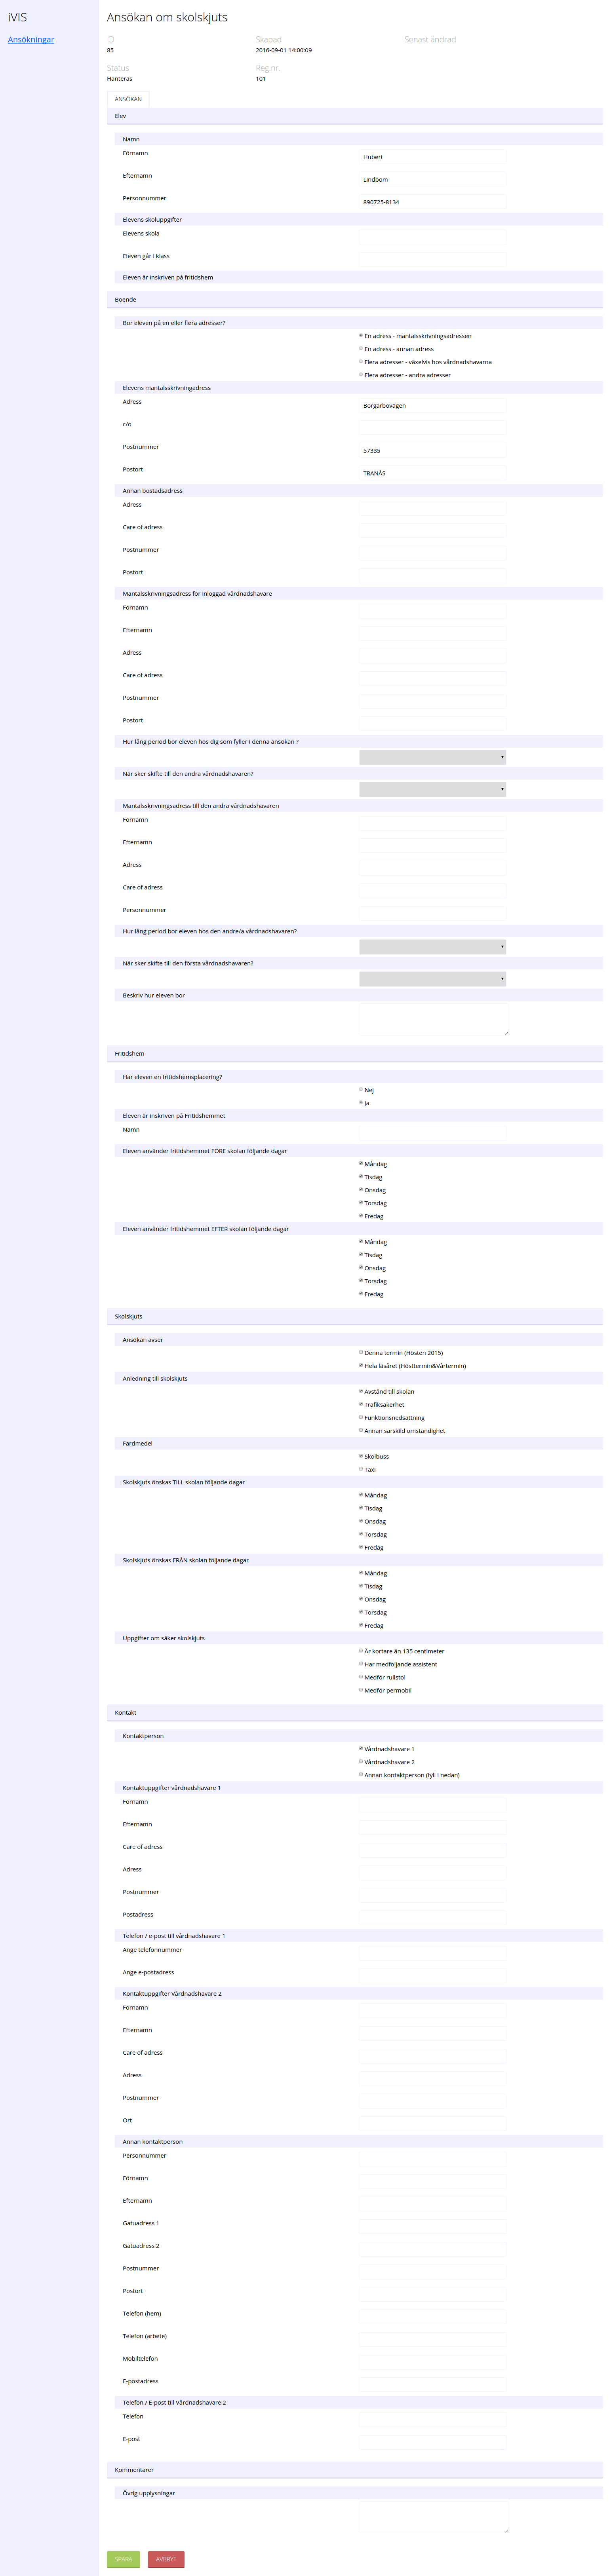 iVIS
Ansökningar
Ansökan om skolskjuts
ID Skapad Senast ändrad
85 2016-09-01 14:00:09
Status Reg.nr.
Hanteras 101
ANSÖKAN
Elev
Namn
Förnamn Hubert
Efternamn Lindbom
Personnummer 890725-8134
Elevens skoluppgifter
Elevens skola
Eleven går i klass
Eleven är inskriven på fritidshem
Boende
Bor eleven på en eller flera adresser?
En adress - mantalsskrivningsadressen
En adress - annan adress
Flera adresser - växelvis hos vårdnadshavarna
Flera adresser - andra adresser
Elevens mantalsskrivningadress
Adress Borgarbovägen
c/o
Postnummer 57335
Postort TRANÅS
Annan bostadsadress
Adress
Care of adress
Postnummer
Postort
Mantalsskrivningsadress för inloggad vårdnadshavare
Förnamn
Efternamn
Adress
Care of adress
Postnummer
Postort
Hur lång period bor eleven hos dig som fyller i denna ansökan ?
När sker skifte till den andra vårdnadshavaren?
Mantalsskrivningsadress till den andra vårdnadshavaren
Förnamn
Efternamn
Adress
Care of adress
Personnummer
Hur lång period bor eleven hos den andre/a vårdnadshavaren?
När sker skifte till den första vårdnadshavaren?
Beskriv hur eleven bor
Fritidshem
Har eleven en fritidshemsplacering?
Nej
Ja
Eleven är inskriven på Fritidshemmet
Namn
Eleven använder fritidshemmet FÖRE skolan följande dagar
Måndag
Tisdag
Onsdag
Torsdag
Fredag
Eleven använder fritidshemmet EFTER skolan följande dagar
Måndag
Tisdag
Onsdag
Torsdag
Fredag
Skolskjuts
Ansökan avser
Denna termin (Hösten 2015)
Hela läsåret (Hösttermin&Vårtermin)
Anledning till skolskjuts
Avstånd till skolan
Trafiksäkerhet
Funktionsnedsättning
Annan särskild omständighet
Färdmedel
Skolbuss
Taxi
Skolskjuts önskas TILL skolan följande dagar
Måndag
Tisdag
Onsdag
Torsdag
Fredag
Skolskjuts önskas FRÅN skolan följande dagar
Måndag
Tisdag
Onsdag
Torsdag
Fredag
Uppgifter om säker skolskjuts
Är kortare än 135 centimeter
Har medföljande assistent
Medför rullstol
Medför permobil
Kontakt
Kontaktperson
Vårdnadshavare 1
Vårdnadshavare 2
Annan kontaktperson (fyll i nedan)
Kontaktuppgifter vårdnadshavare 1
Förnamn
Efternamn
Care of adress
Adress
Postnummer
Postadress
Telefon / e-post till vårdnadshavare 1
Ange telefonnummer
Ange e-postadress
Kontaktuppgifter Vårdnadshavare 2
Förnamn
Efternamn
Care of adress
Adress
Postnummer
Ort
Annan kontaktperson
Personnummer
Förnamn
Efternamn
Gatuadress 1
Gatuadress 2
Postnummer
Postort
Telefon (hem)
Telefon (arbete)
Mobiltelefon
E-postadress
Telefon / E-post till Vårdnadshavare 2
Telefon
E-post
Kommentarer
Övrig upplysningar
SPARA AVBRYT